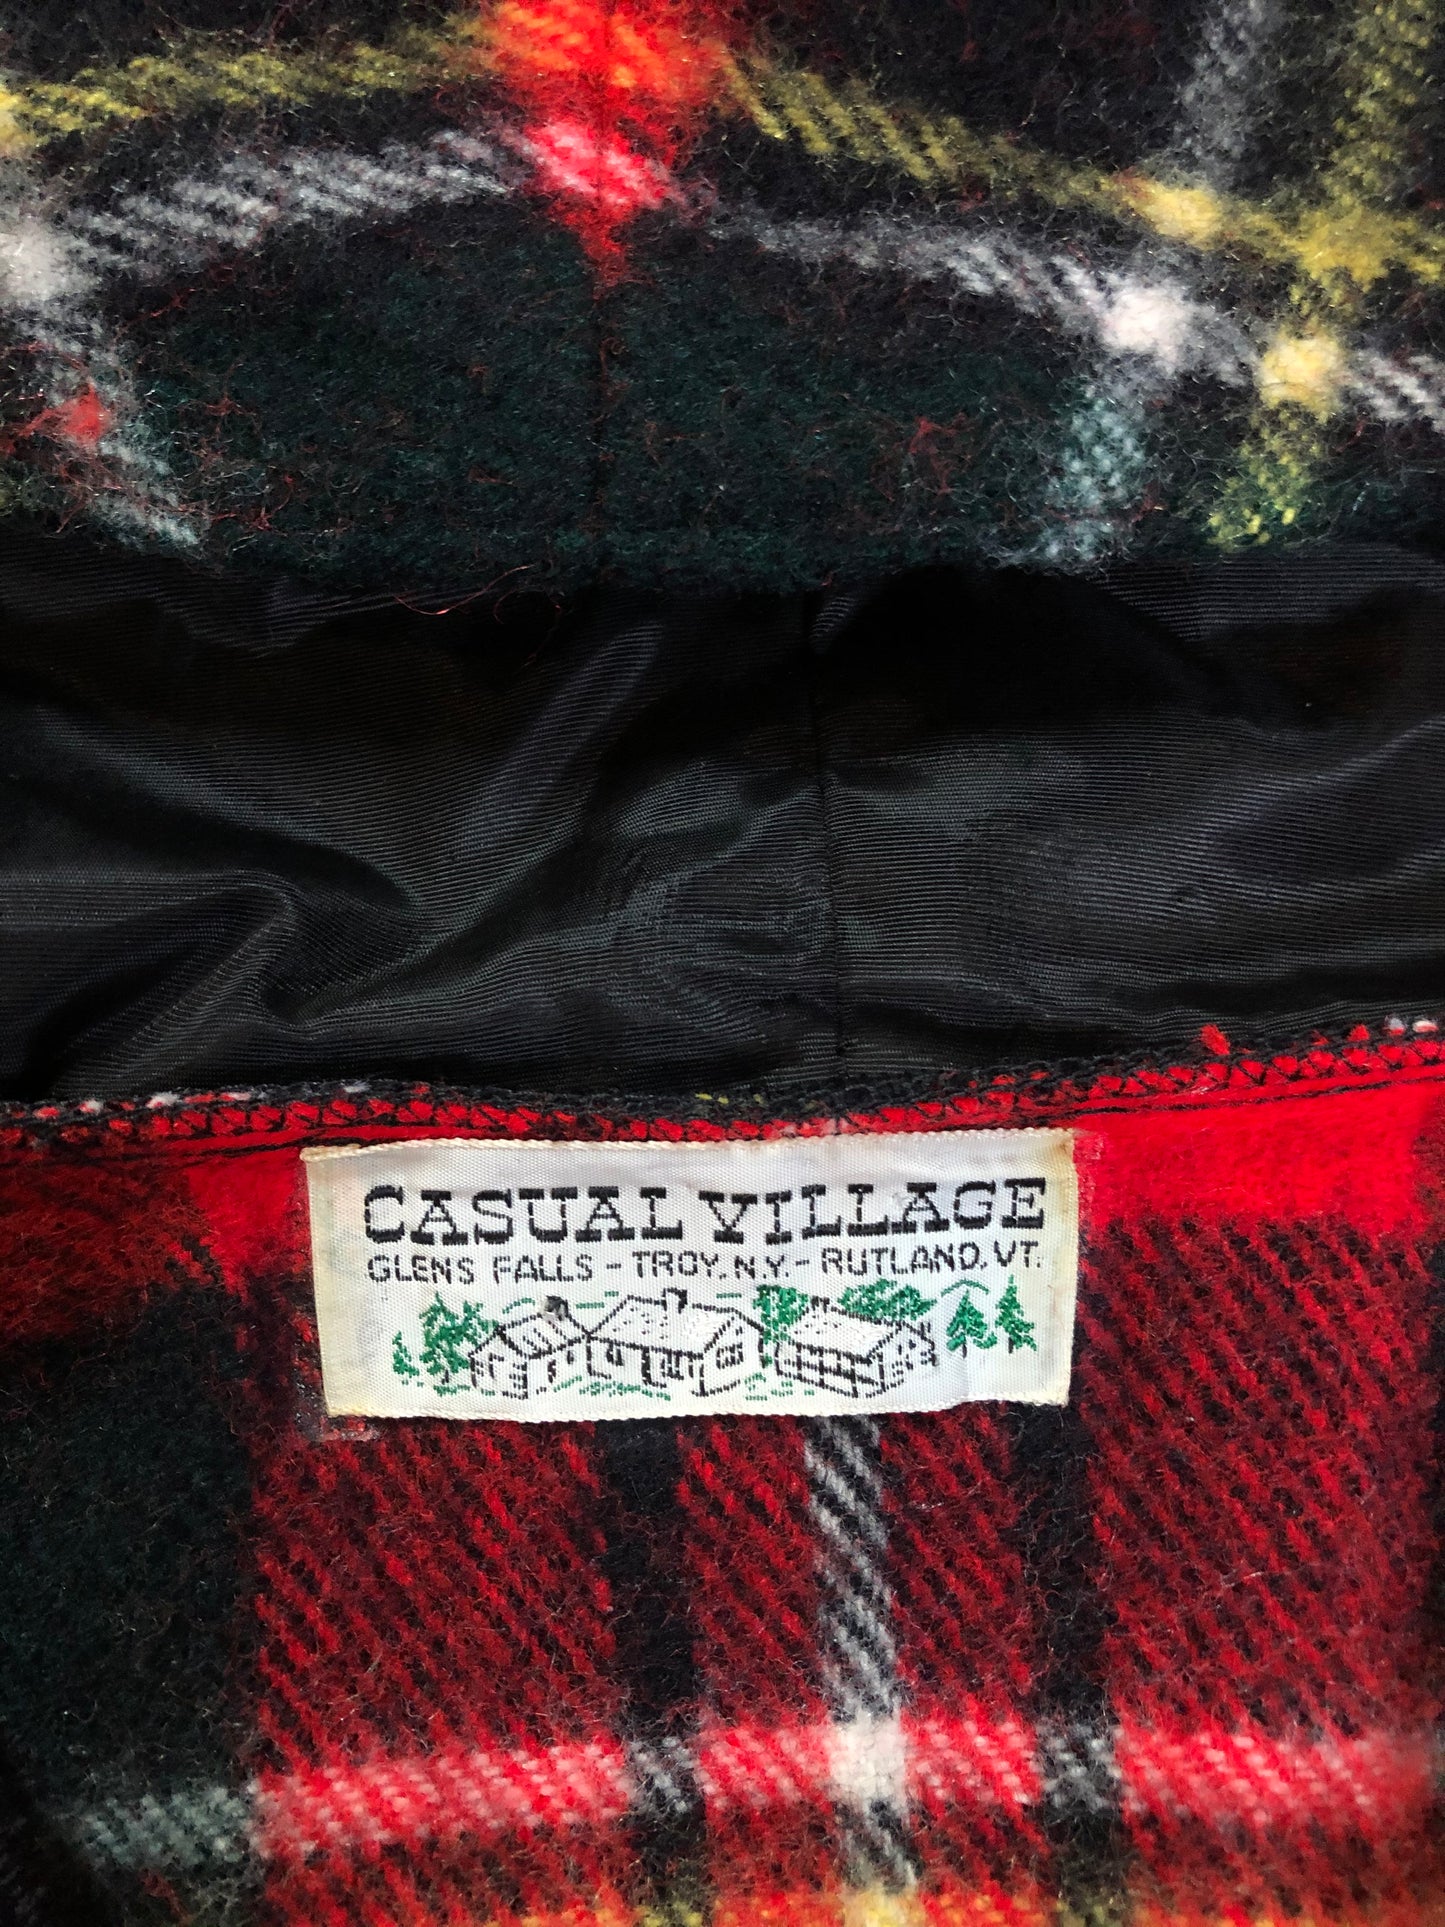 CASUAL VILLAGE
GLENS FALLS - TROY, N.Y. - RUTLAND, VT.